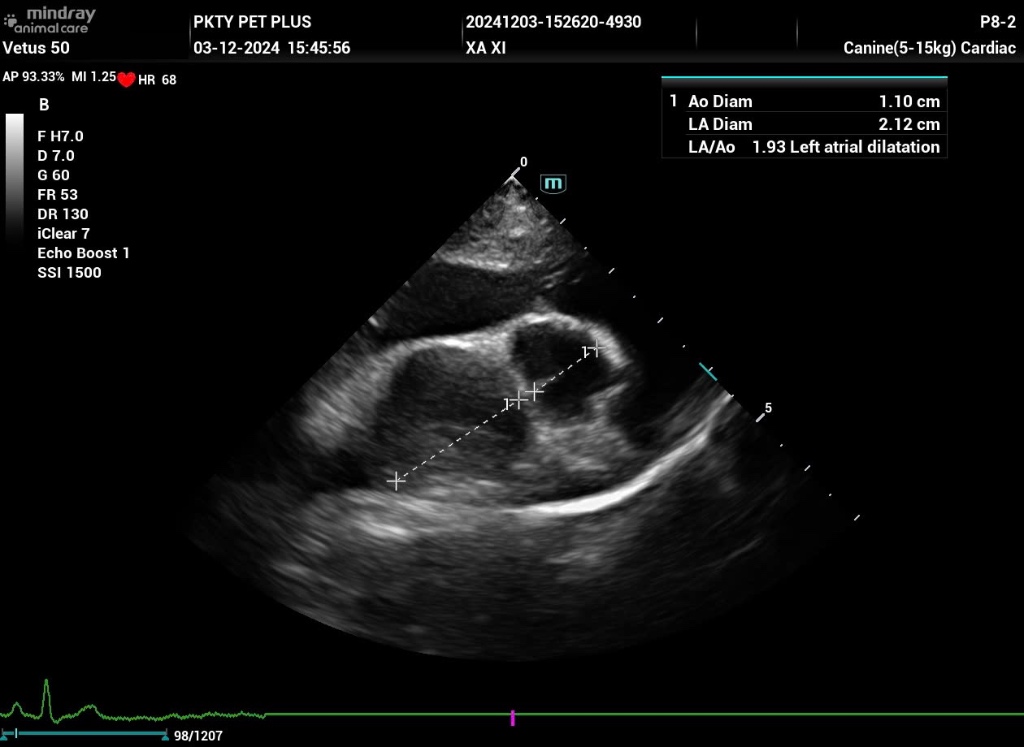 mindray
animalcare
Vetus 50
PKTY PET PLUS
03-12-2024 15:45:56
20241203-152620-4930
XA XI
P8-2
Canine(5-15kg) Cardiac
AP 93.33% MI 1.25 HR 68
B
F H7.0
D 7.0
G 60
FR 53
DR 130
iClear 7
Echo Boost 1
SSI 1500
1 Ao Diam 1.10 cm
LA Diam 2.12 cm
LA/Ao 1.93 Left atrial dilatation
0
m
1
1
5
98/1207